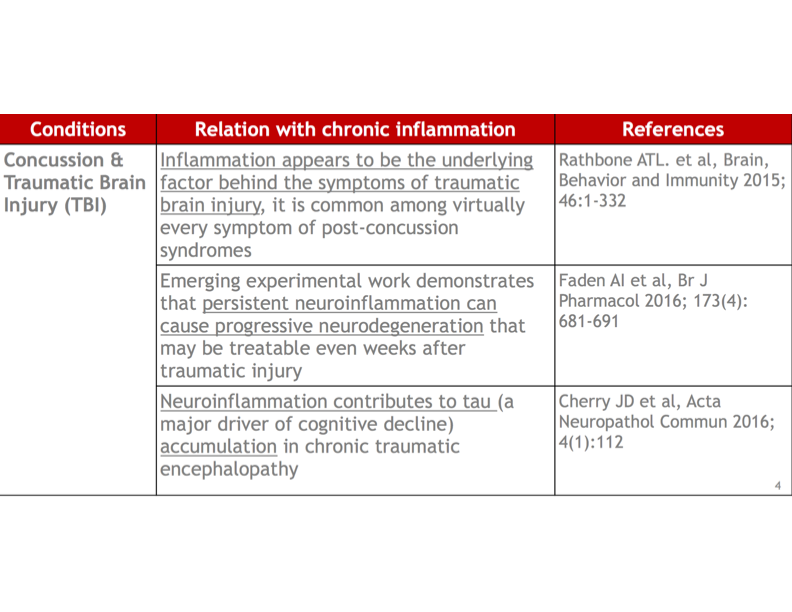 Conditions
Relation with chronic inflammation
References
Concussion &
Traumatic Brain
Injury (TBI)
Inflammation appears to be the underlying
factor behind the symptoms of traumatic
brain injury, it is common among virtually
every symptom of post-concussion
syndromes
Rathbone ATL. et al, Brain,
Behavior and Immunity 2015;
46:1-332
Emerging experimental work demonstrates
that persistent neuroinflammation can
cause progressive neurodegeneration that
may be treatable even weeks after
traumatic injury
Faden AI et al, Br J
Pharmacol 2016; 173(4):
681-691
Neuroinflammation contributes to tau (a
major driver of cognitive decline)
accumulation in chronic traumatic
encephalopathy
Cherry JD et al, Acta
Neuropathol Commun 2016;
4(1):112
4